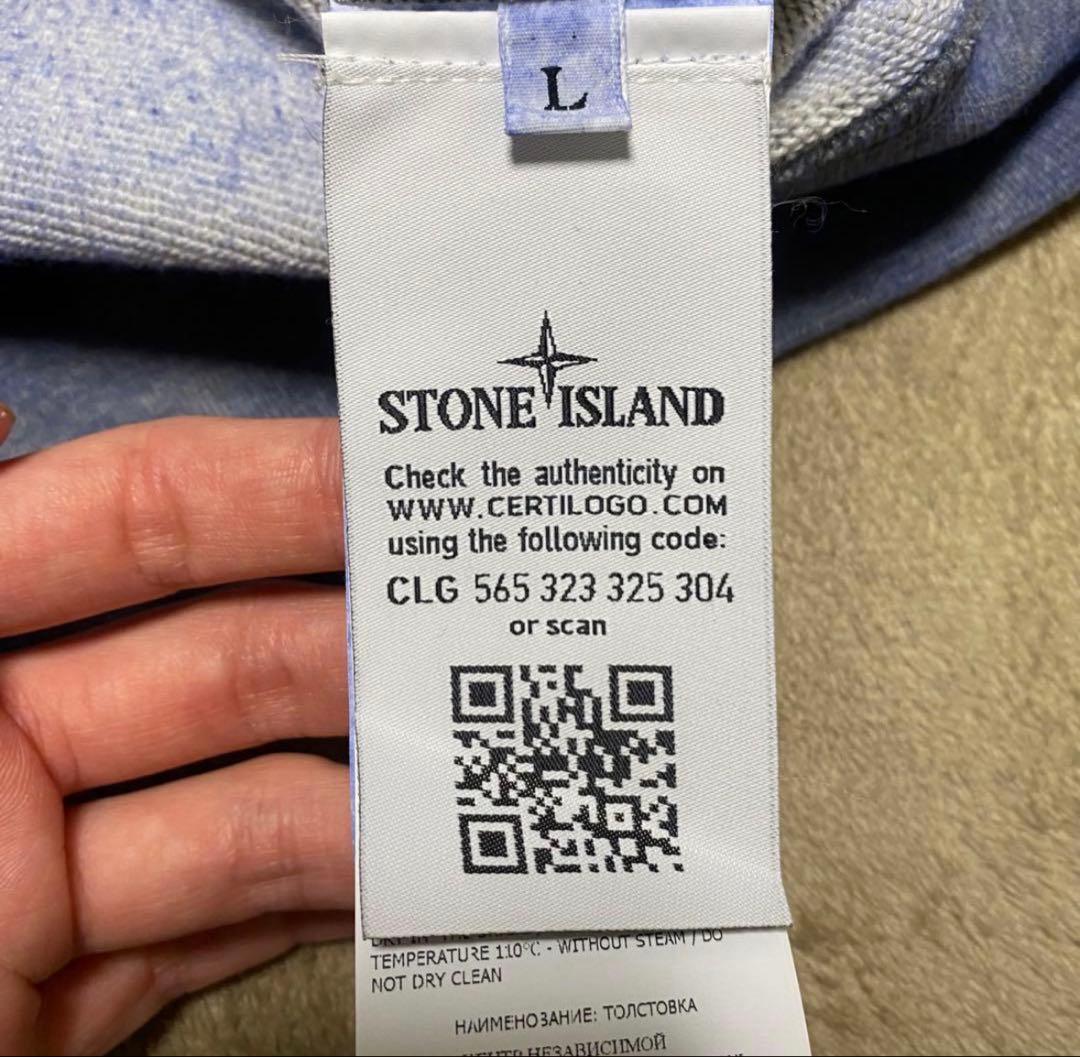 L
STONE ISLAND
Check the authenticity on
WWW.CERTILOGO.COM
using the following code:
CLG 565 323 325 304
or scan
TEMPERATURE 110°C - WITHOUT STEAM / DO
NOT DRY CLEAN
НАИМЕНОВАНИЕ: ТОЛСТОВКА
НЕЗАВИСИМОЙ